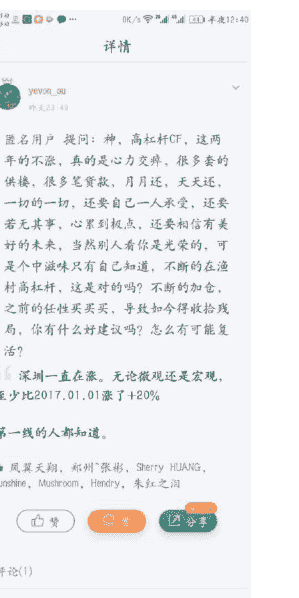 0K/s 半夜12:40
详情
yevon_ou
昨天23:49
匿名用户 提问：神，高杠杆CF，这两
年的不涨，真的是心力交瘁，很多套的
供楼，很多笔贷款，月月还，天天还，
一切的一切，还要自己一人承受，还要
若无其事，心累到极点，还要相信有美
好的未来，当然别人看你是光荣的，可
是个中滋味只有自己知道，不断的在渔
村高杠杆，这是对的吗？不断的加仓，
之前的任性买买买，导致如今得收拾残
局，你有什么好建议吗？怎么有可能复
活？
深圳一直在涨。无论微观还是宏观，
至少比2017.01.01涨了+20%
第一线的人都知道。
凤翼天翔，郑州~张彬，Sherry HUANG，
unshine，Mushroom，Hendry，朱红之泪
赞
赏
分享
评论(1)